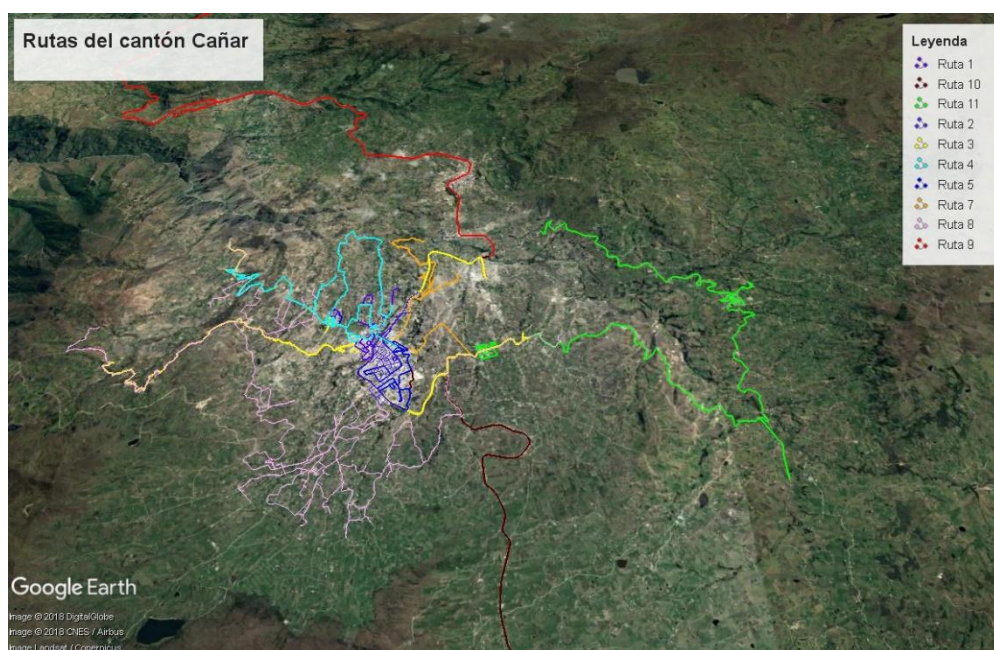 Rutas del cantón Cañar
Leyenda
Ruta 1
Ruta 10
Ruta 11
Ruta 2
Ruta 3
Ruta 4
Ruta 5
Ruta 7
Ruta 8
Ruta 9
Google Earth
Image © 2018 DigitalGlobe
Image © 2018 CNES / Airbus
Image Landsat / Copernicus